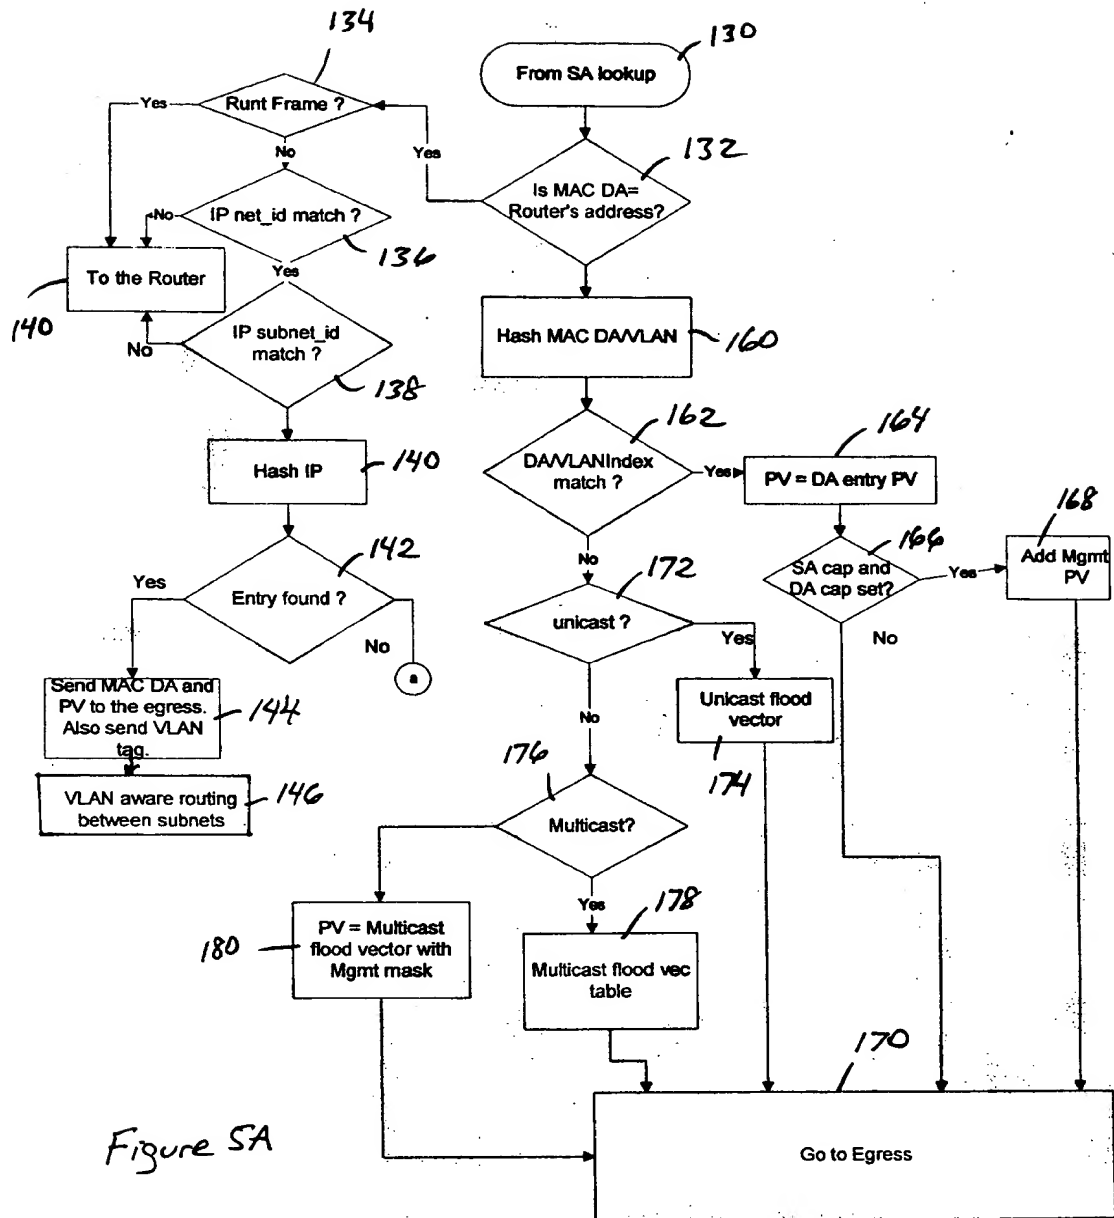 134
130
From SA lookup
Yes
Runt Frame ?
No
Yes
132
Is MAC DA=
Router's address?
No
IP net_id match ?
136
Yes
To the Router
140
No
IP subnet_id
match ?
138
Hash MAC DA/VLAN
160
Hash IP
140
162
DA/VLANIndex
match ?
Yes
164
PV = DA entry PV
166
SA cap and
DA cap set?
Yes
No
168
Add Mgmt
PV
142
Yes
Entry found ?
No
a
No
172
unicast ?
Yes
No
Send MAC DA and
PV to the egress.
Also send VLAN
tag.
144
VLAN aware routing
between subnets
146
Unicast flood
vector
174
176
Multicast?
Yes
178
180
PV = Multicast
flood vector with
Mgmt mask
Multicast flood vec
table
170
Go to Egress
Figure 5A